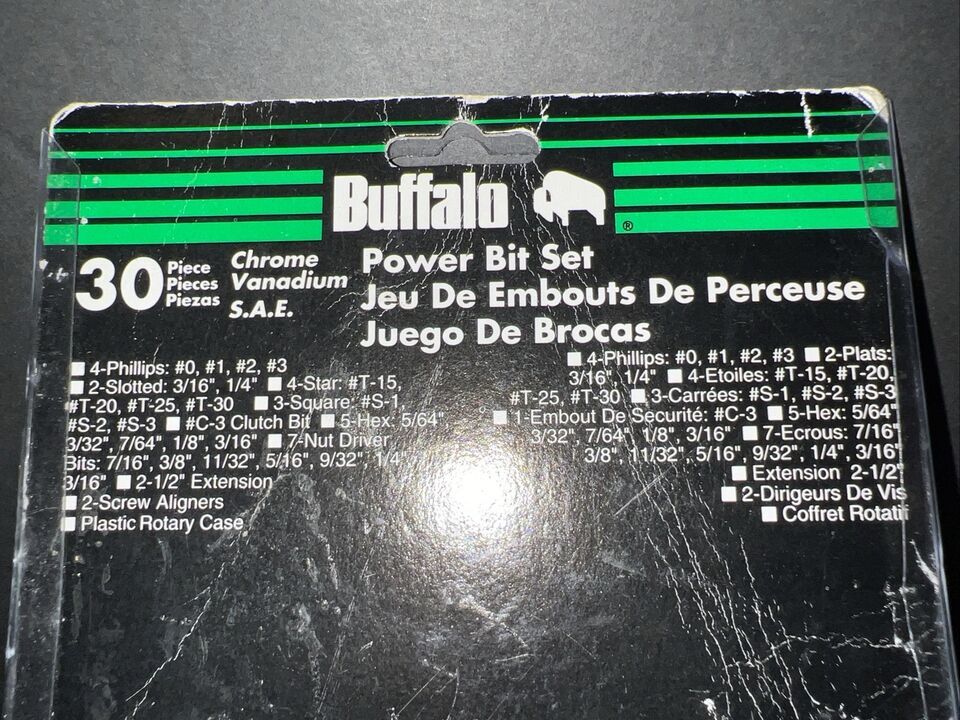 Buffalo ®
30 Piece Pieces Piezas
Chrome Vanadium S.A.E.
Power Bit Set
Jeu De Embouts De Perceuse
Juego De Brocas
■ 4-Phillips: #0, #1, #2, #3
■ 2-Slotted: 3/16", 1/4" ■ 4-Star: #T-15,
#T-20, #T-25, #T-30 ■ 3-Square: #S-1,
#S-2, #S-3 ■ #C-3 Clutch Bit ■ 5-Hex: 5/64"
3/32", 7/64", 1/8", 3/16" ■ 7-Nut Driver
Bits: 7/16", 3/8", 11/32", 5/16", 9/32", 1/4"
3/16" ■ 2-1/2" Extension
■ 2-Screw Aligners
■ Plastic Rotary Case
■ 4-Phillips: #0, #1, #2, #3 ■ 2-Plats:
3/16", 1/4" ■ 4-Etoiles: #T-15, #T-20,
#T-25, #T-30 ■ 3-Carrées: #S-1, #S-2, #S-3
■ 1-Embout De Securité: #C-3 ■ 5-Hex: 5/64"
3/32", 7/64", 1/8", 3/16" ■ 7-Ecrous: 7/16"
3/8", 11/32", 5/16", 9/32", 1/4", 3/16"
■ Extension 2-1/2"
■ 2-Dirigeurs De Vis
■ Coffret Rotatif